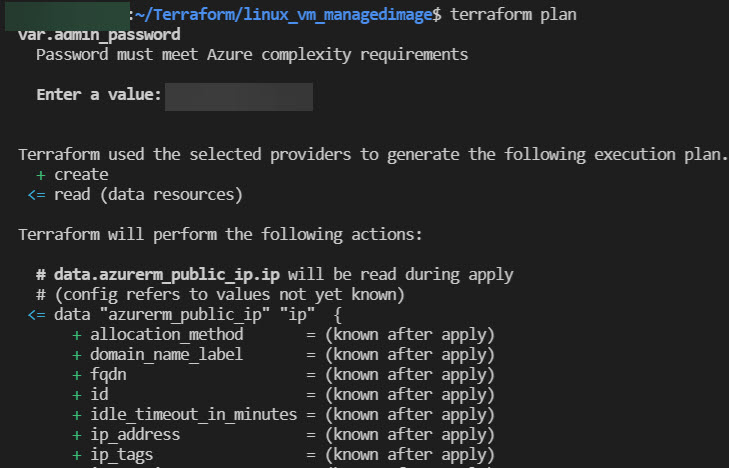 :~/Terraform/linux_vm_managedimage$ terraform plan
var.admin_password
Password must meet Azure complexity requirements
Enter a value:
Terraform used the selected providers to generate the following execution plan.
+ create
<= read (data resources)
Terraform will perform the following actions:
# data.azurerm_public_ip.ip will be read during apply
# (config refers to values not yet known)
<= data "azurerm_public_ip" "ip" {
+ allocation_method = (known after apply)
+ domain_name_label = (known after apply)
+ fqdn = (known after apply)
+ id = (known after apply)
+ idle_timeout_in_minutes = (known after apply)
+ ip_address = (known after apply)
+ ip_tags = (known after apply)